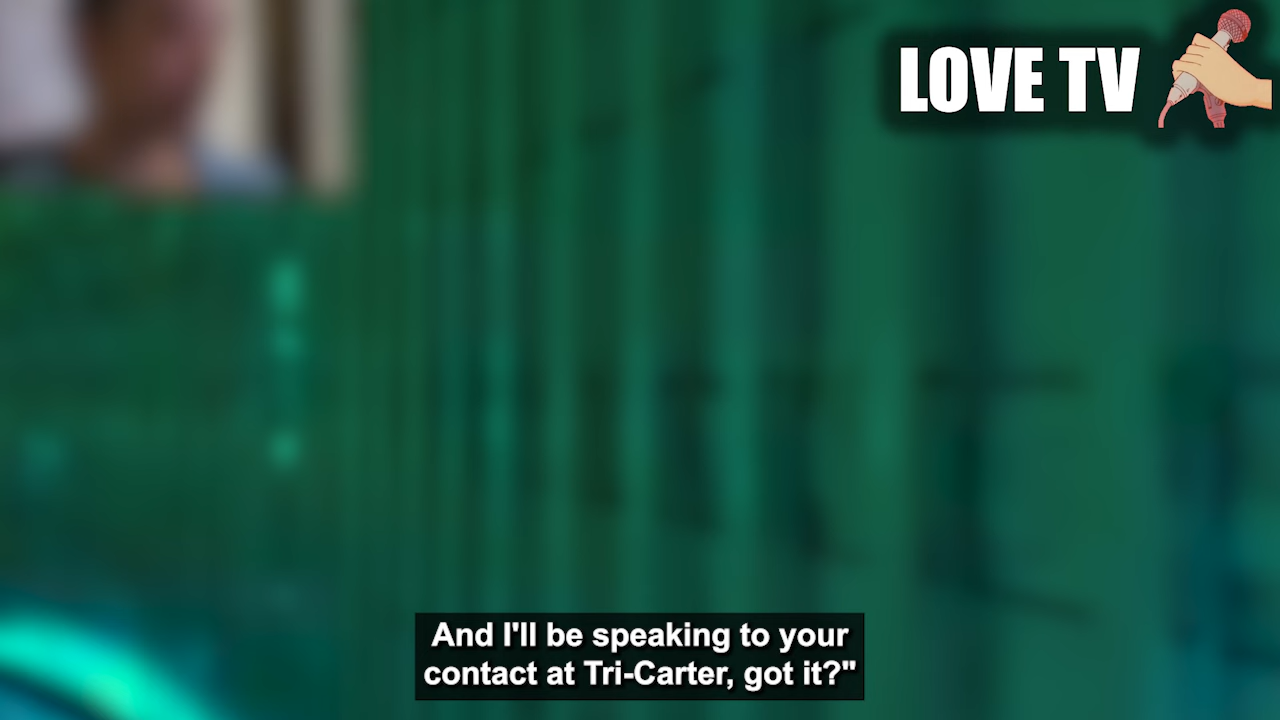 LOVE TV
And I'll be speaking to your
contact at Tri-Carter, got it?"